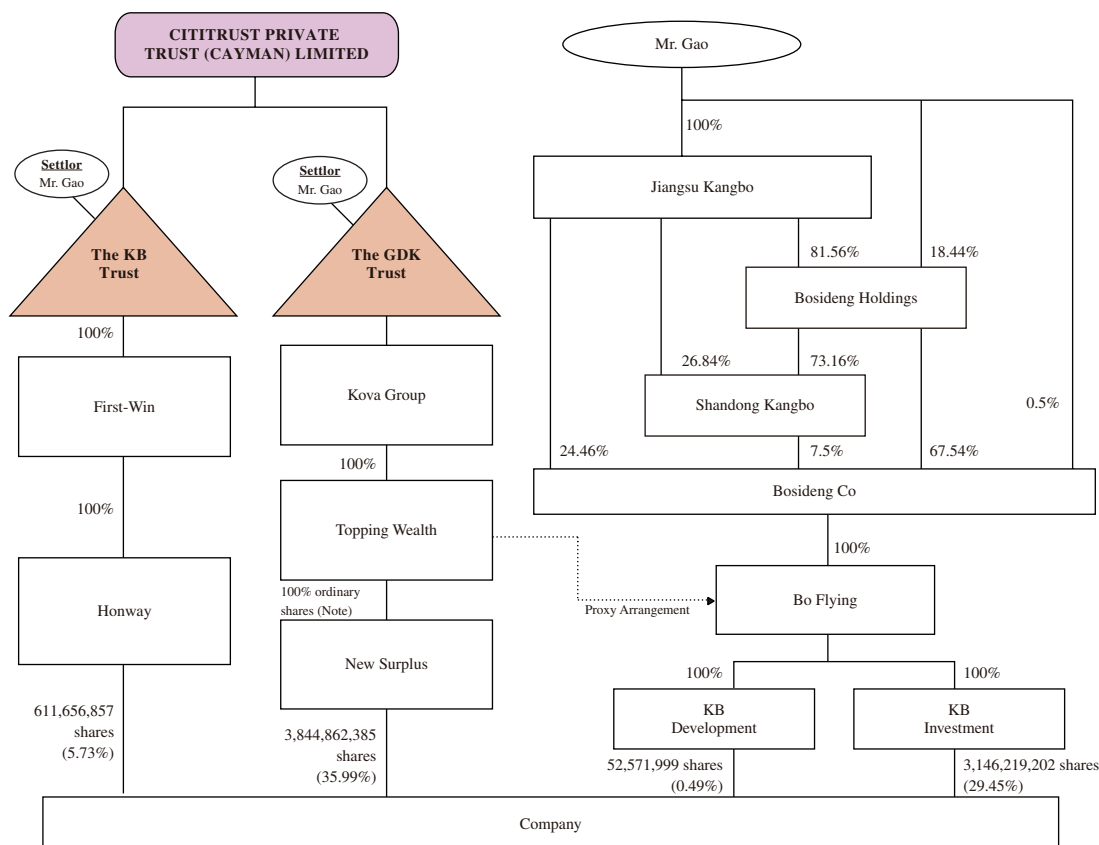 CITITRUST PRIVATE
TRUST (CAYMAN) LIMITED
Mr. Gao
100%
Settlor
Mr. Gao
Settlor
Mr. Gao
Jiangsu Kangbo
The KB
Trust
The GDK
Trust
81.56%
18.44%
Bosideng Holdings
100%
26.84%
73.16%
First-Win
Kova Group
Shandong Kangbo
0.5%
100%
24.46%
7.5%
67.54%
Bosideng Co
100%
Topping Wealth
100%
Honway
100% ordinary
shares (Note)
Proxy Arrangement
Bo Flying
New Surplus
100%
100%
611,656,857
shares
(5.73%)
3,844,862,385
shares
(35.99%)
KB
Development
KB
Investment
52,571,999 shares
(0.49%)
3,146,219,202 shares
(29.45%)
Company